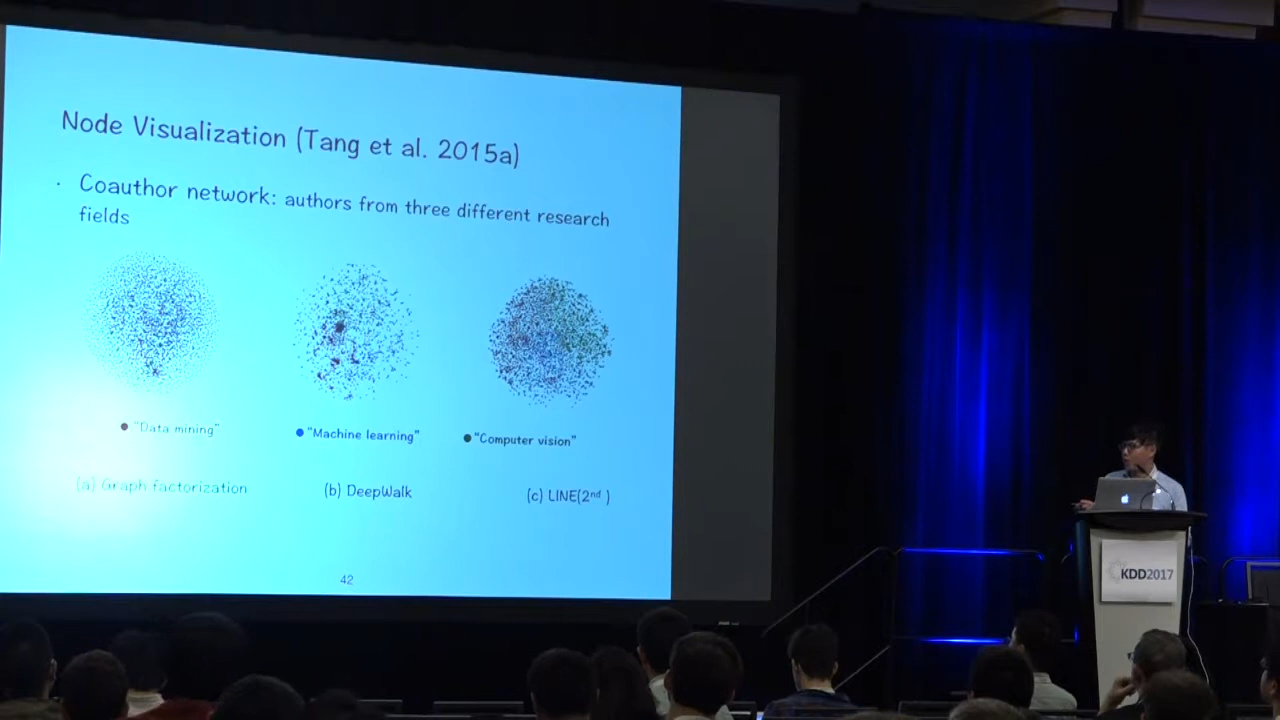 Node Visualization (Tang et al. 2015a)
· Coauthor network: authors from three different research
fields
"Data mining"
"Machine learning"
"Computer vision"
(a) Graph factorization
(b) DeepWalk
(c) LINE(2nd )
42
KDD2017